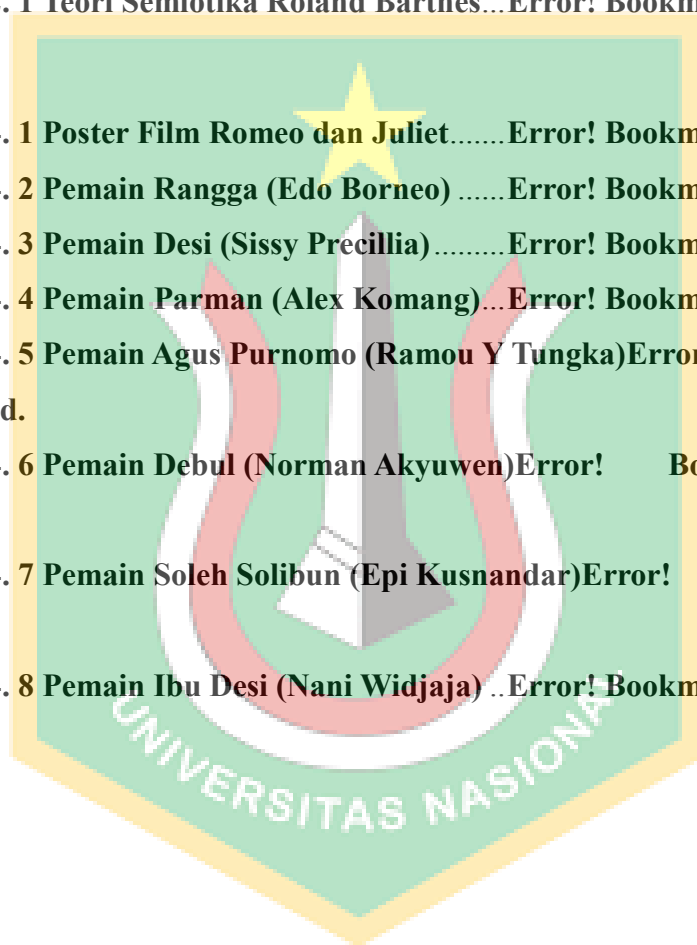 . 1 Teori Semiotika Roland Barthes...Error! Bookm
. 1 Poster Film Romeo dan Juliet.......Error! Bookm
. 2 Pemain Rangga (Edo Borneo) ......Error! Bookm
. 3 Pemain Desi (Sissy Precillia).........Error! Bookm
. 4 Pemain Parman (Alex Komang)...Error! Bookm
. 5 Pemain Agus Purnomo (Ramou Y Tungka)Error
d.
. 6 Pemain Debul (Norman Akyuwen)Error! Bo
. 7 Pemain Soleh Solibun (Epi Kusnandar)Error!
. 8 Pemain Ibu Desi (Nani Widjaja) ..Error! Bookm
UNIVERSITAS NASIONAL